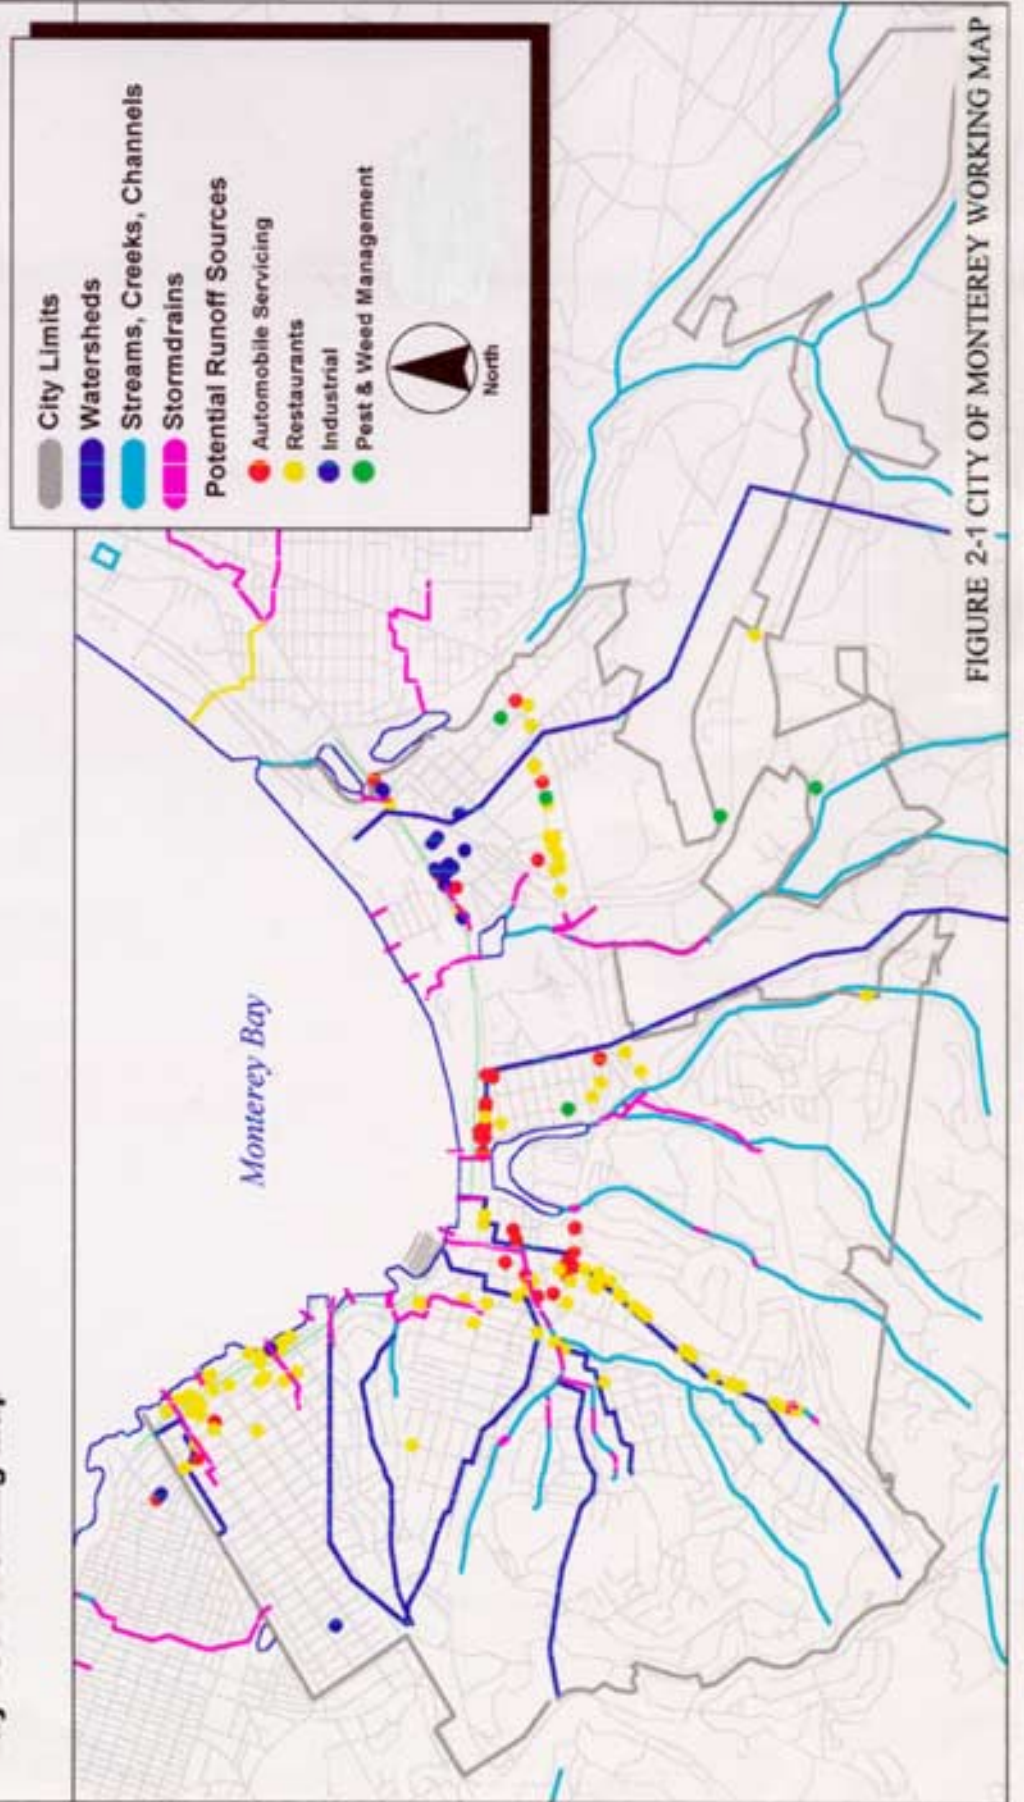 City Limits
Watersheds
Streams, Creeks, Channels
Stormdrains
Potential Runoff Sources
Automobile Servicing
Restaurants
Industrial
Pest & Weed Management
North
Monterey Bay
FIGURE 2-1 CITY OF MONTEREY WORKING MAP